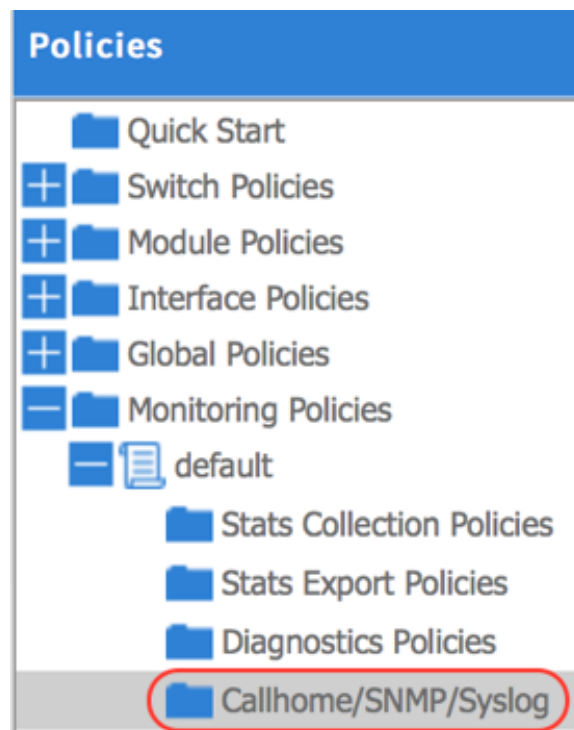 Policies
Quick Start
Switch Policies
Module Policies
Interface Policies
Global Policies
Monitoring Policies
default
Stats Collection Policies
Stats Export Policies
Diagnostics Policies
Callhome/SNMP/Syslog